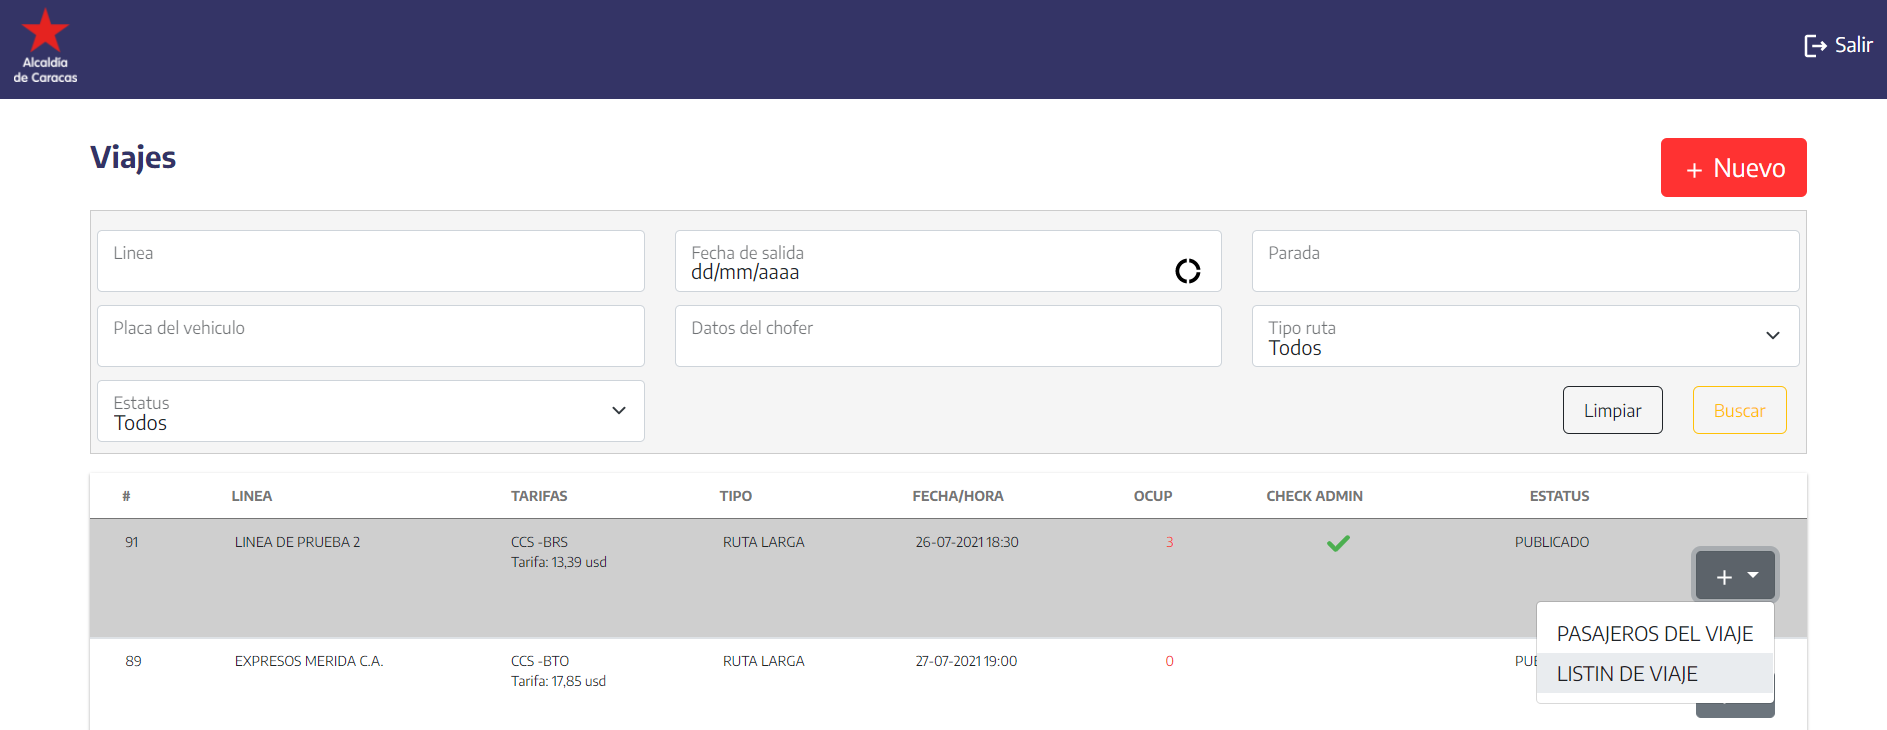 Alcaldía
de Caracas
Salir
Viajes
+ Nuevo
Linea
Fecha de salida
dd/mm/aaaa
Parada
Placa del vehiculo
Datos del chofer
Tipo ruta
Todos
Estatus
Todos
Limpiar
Buscar
# LINEA TARIFAS TIPO FECHA/HORA OCUP CHECK ADMIN ESTATUS
91 LINEA DE PRUEBA 2 CCS -BRS RUTA LARGA 26-07-2021 18:30 3 PUBLICADO
Tarifa: 13,39 usd
+
PASAJEROS DEL VIAJE
LISTIN DE VIAJE
89 EXPRESOS MERIDA C.A. CCS -BTO RUTA LARGA 27-07-2021 19:00 0
Tarifa: 17,85 usd